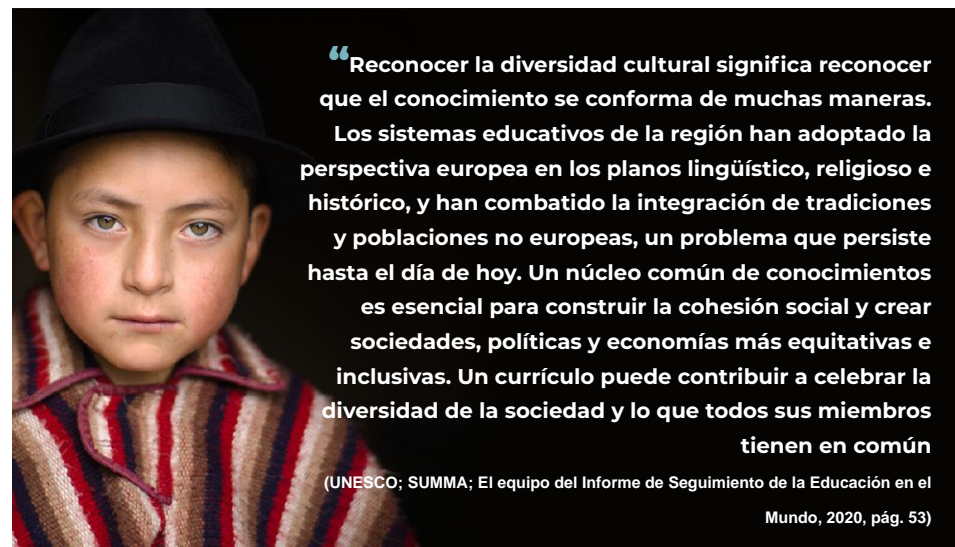 “Reconocer la diversidad cultural significa reconocer
que el conocimiento se conforma de muchas maneras.
Los sistemas educativos de la región han adoptado la
perspectiva europea en los planos lingüístico, religioso e
histórico, y han combatido la integración de tradiciones
y poblaciones no europeas, un problema que persiste
hasta el día de hoy. Un núcleo común de conocimientos
es esencial para construir la cohesión social y crear
sociedades, políticas y economías más equitativas e
inclusivas. Un currículo puede contribuir a celebrar la
diversidad de la sociedad y lo que todos sus miembros
tienen en común
(UNESCO; SUMMA; El equipo del Informe de Seguimiento de la Educación en el
Mundo, 2020, pág. 53)